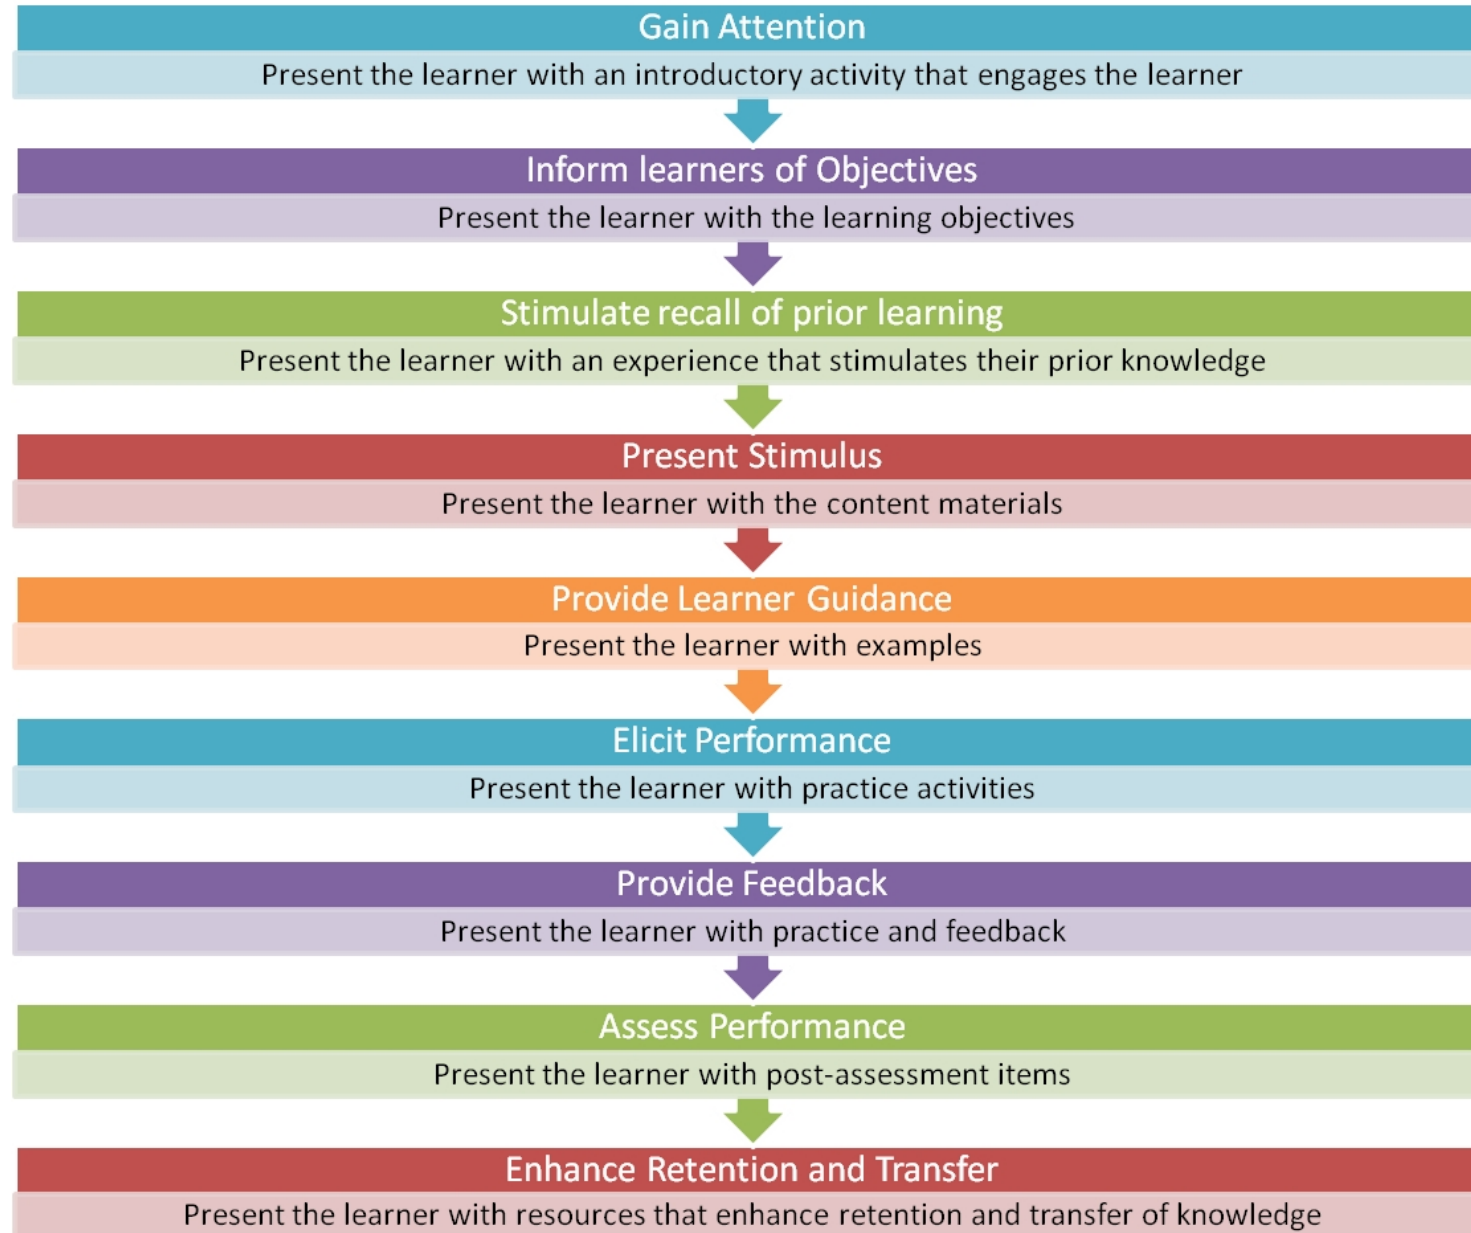 Gain Attention
Present the learner with an introductory activity that engages the learner
Inform learners of Objectives
Present the learner with the learning objectives
Stimulate recall of prior learning
Present the learner with an experience that stimulates their prior knowledge
Present Stimulus
Present the learner with the content materials
Provide Learner Guidance
Present the learner with examples
Elicit Performance
Present the learner with practice activities
Provide Feedback
Present the learner with practice and feedback
Assess Performance
Present the learner with post-assessment items
Enhance Retention and Transfer
Present the learner with resources that enhance retention and transfer of knowledge